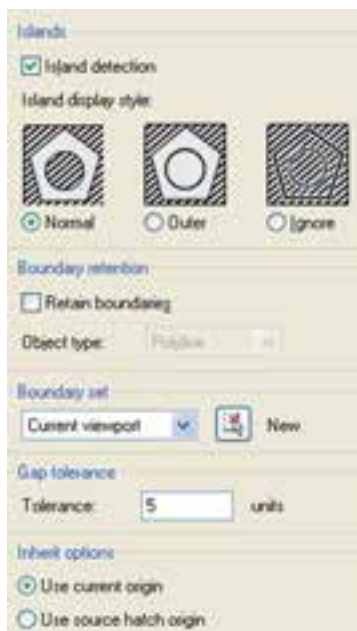 Islands
Island detection
Island display style:
Normal
Outer
Ignore
Boundary retention
Retain boundaries
Object type:
Polyline
Boundary set
Current viewport
New
Gap tolerance
Tolerance:
5
units
Inherit options
Use current origin
Use source hatch origin